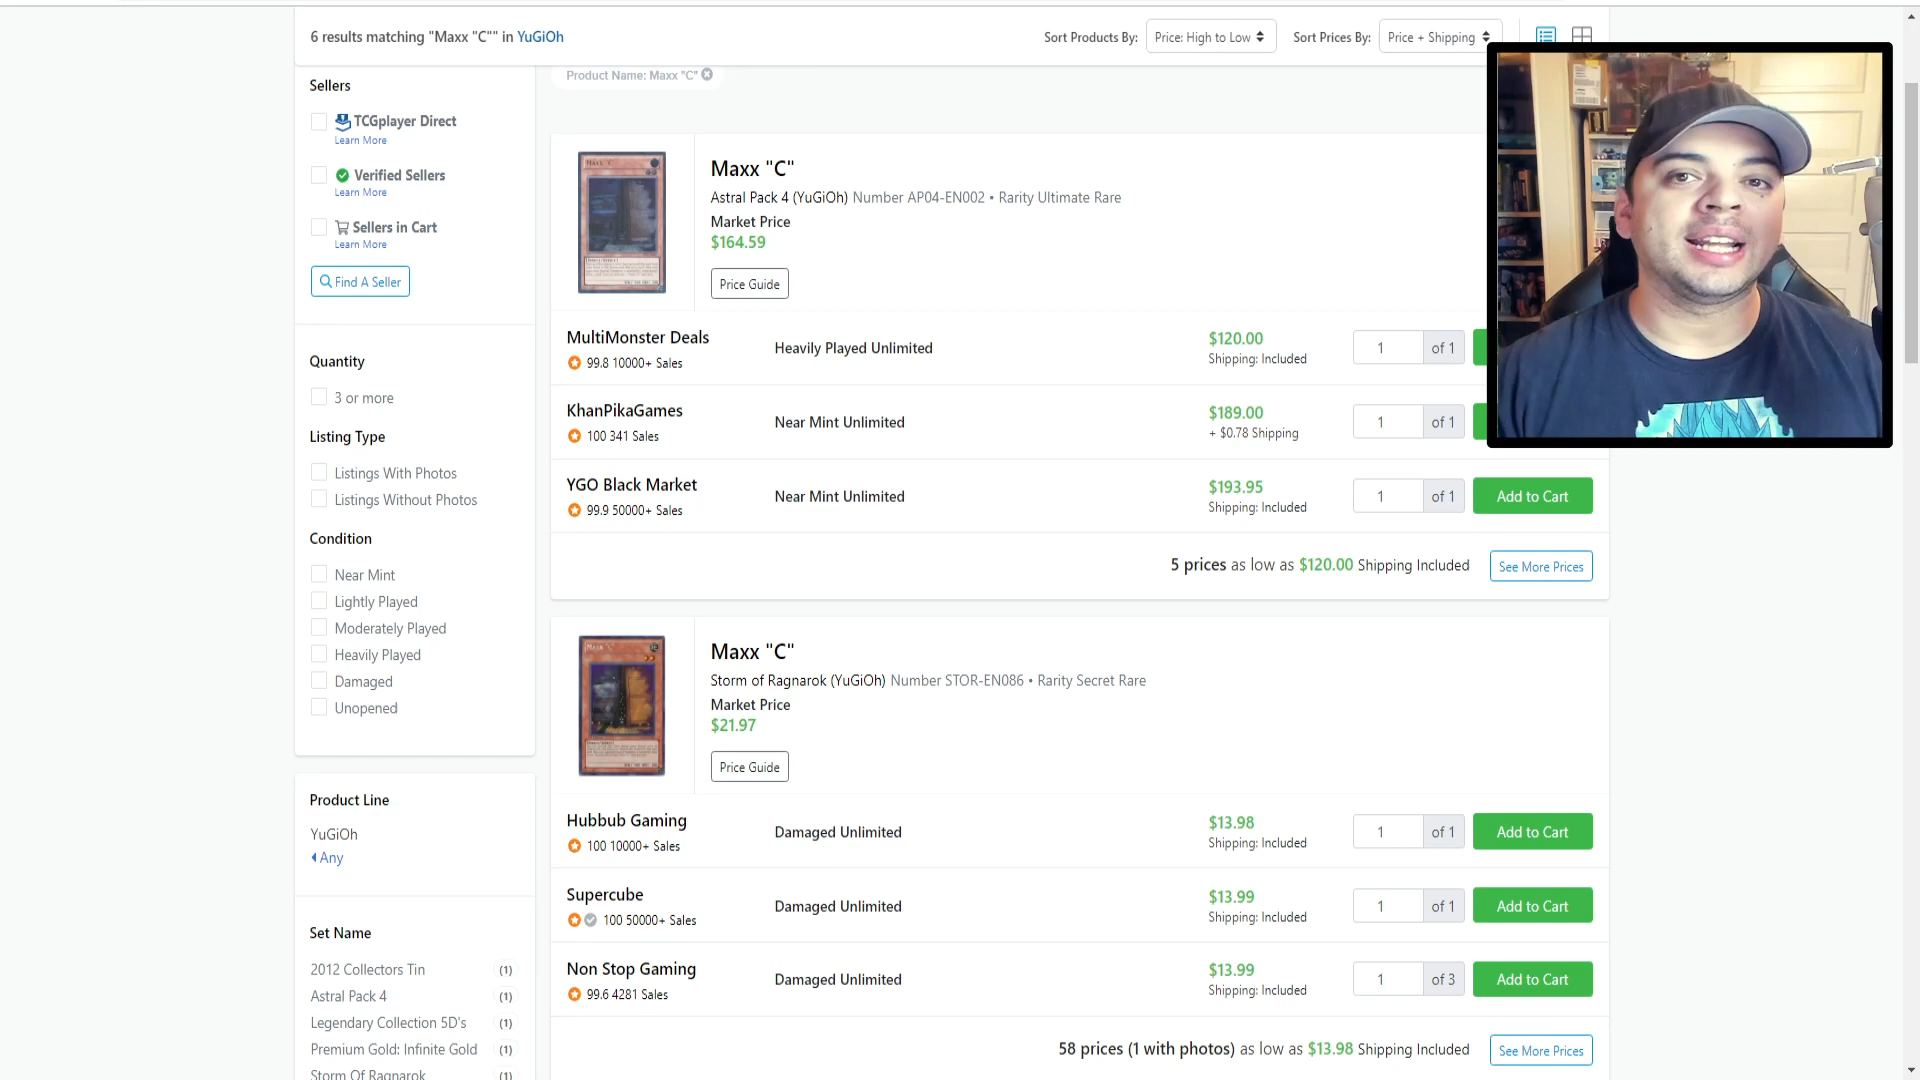 6 results matching "Maxx "C"" in YuGiOh
Sort Products By:
Price: High to Low
Sort Prices By:
Price + Shipping
Product Name: Maxx "C"
Sellers
TCGplayer Direct
Learn More
Verified Sellers
Learn More
Sellers in Cart
Learn More
Find A Seller
Quantity
3 or more
Listing Type
Listings With Photos
Listings Without Photos
Condition
Near Mint
Lightly Played
Moderately Played
Heavily Played
Damaged
Unopened
Product Line
YuGiOh
Any
Set Name
2012 Collectors Tin (1)
Astral Pack 4 (1)
Legendary Collection 5D's (1)
Premium Gold: Infinite Gold (1)
Storm Of Ragnarok (1)
Maxx "C"
Astral Pack 4 (YuGiOh) Number AP04-EN002 • Rarity Ultimate Rare
Market Price
$164.59
Price Guide
MultiMonster Deals
99.8 10000+ Sales
Heavily Played Unlimited
$120.00
Shipping: Included
1 of 1
KhanPikaGames
100 341 Sales
Near Mint Unlimited
$189.00
+ $0.78 Shipping
1 of 1
YGO Black Market
99.9 50000+ Sales
Near Mint Unlimited
$193.95
Shipping: Included
1 of 1
Add to Cart
5 prices as low as $120.00 Shipping Included
See More Prices
Maxx "C"
Storm of Ragnarok (YuGiOh) Number STOR-EN086 • Rarity Secret Rare
Market Price
$21.97
Price Guide
Hubbub Gaming
100 10000+ Sales
Damaged Unlimited
$13.98
Shipping: Included
1 of 1
Add to Cart
Supercube
100 50000+ Sales
Damaged Unlimited
$13.99
Shipping: Included
1 of 1
Add to Cart
Non Stop Gaming
99.6 4281 Sales
Damaged Unlimited
$13.99
Shipping: Included
1 of 3
Add to Cart
58 prices (1 with photos) as low as $13.98 Shipping Included
See More Prices